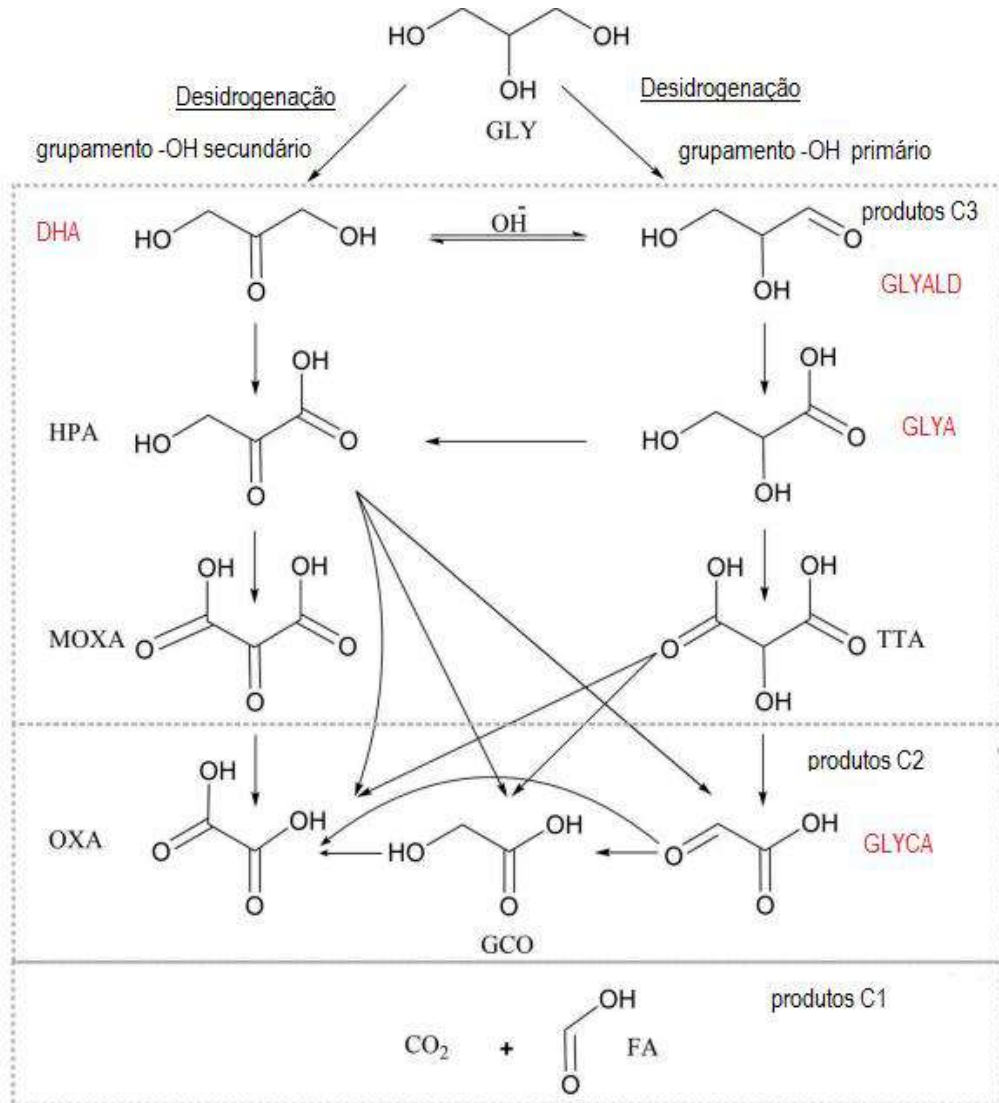 HO
OH
OH
GLY
Desidrogenação
Desidrogenação
grupamento -OH secundário
grupamento -OH primário
produtos C3
DHA
HO
OH
O
OH̄
HO
OH
O
GLYALD
HPA
HO
OH
O
O
HO
OH
OH
O
GLYA
MOXA
OH
OH
O
O
O
OH
OH
O
O
OH
TTA
produtos C2
OXA
OH
OH
O
O
HO
OH
O
GCO
O
OH
O
GLYCA
produtos C1
CO₂ + OH
O
FA